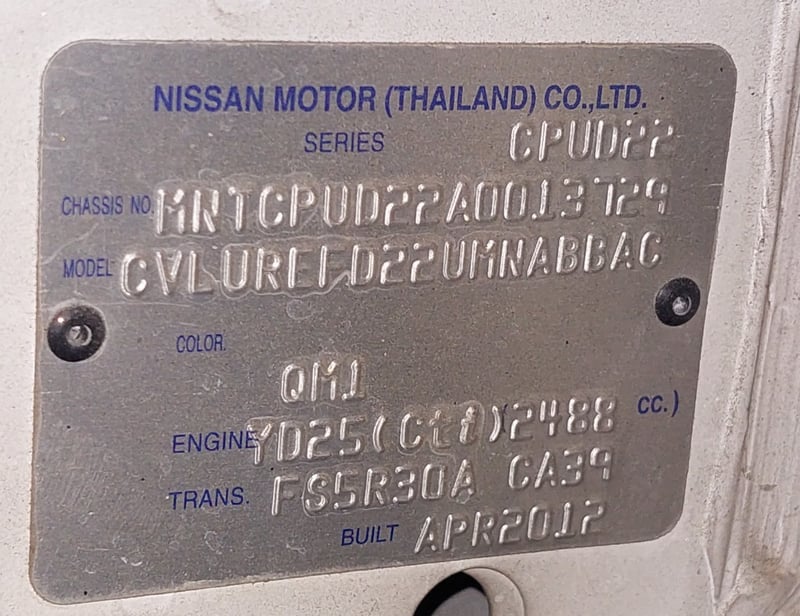 NISSAN MOTOR (THAILAND) CO.,LTD.
SERIES CPUD22
CHASSIS NO. MNTCPUD22A0013729
MODEL CVLUREFD22UMNABBAC
COLOR.
QM1
ENGINE YD25(Cti)2488 CC.)
TRANS. FS5R30A CA39
BUILT APR2012